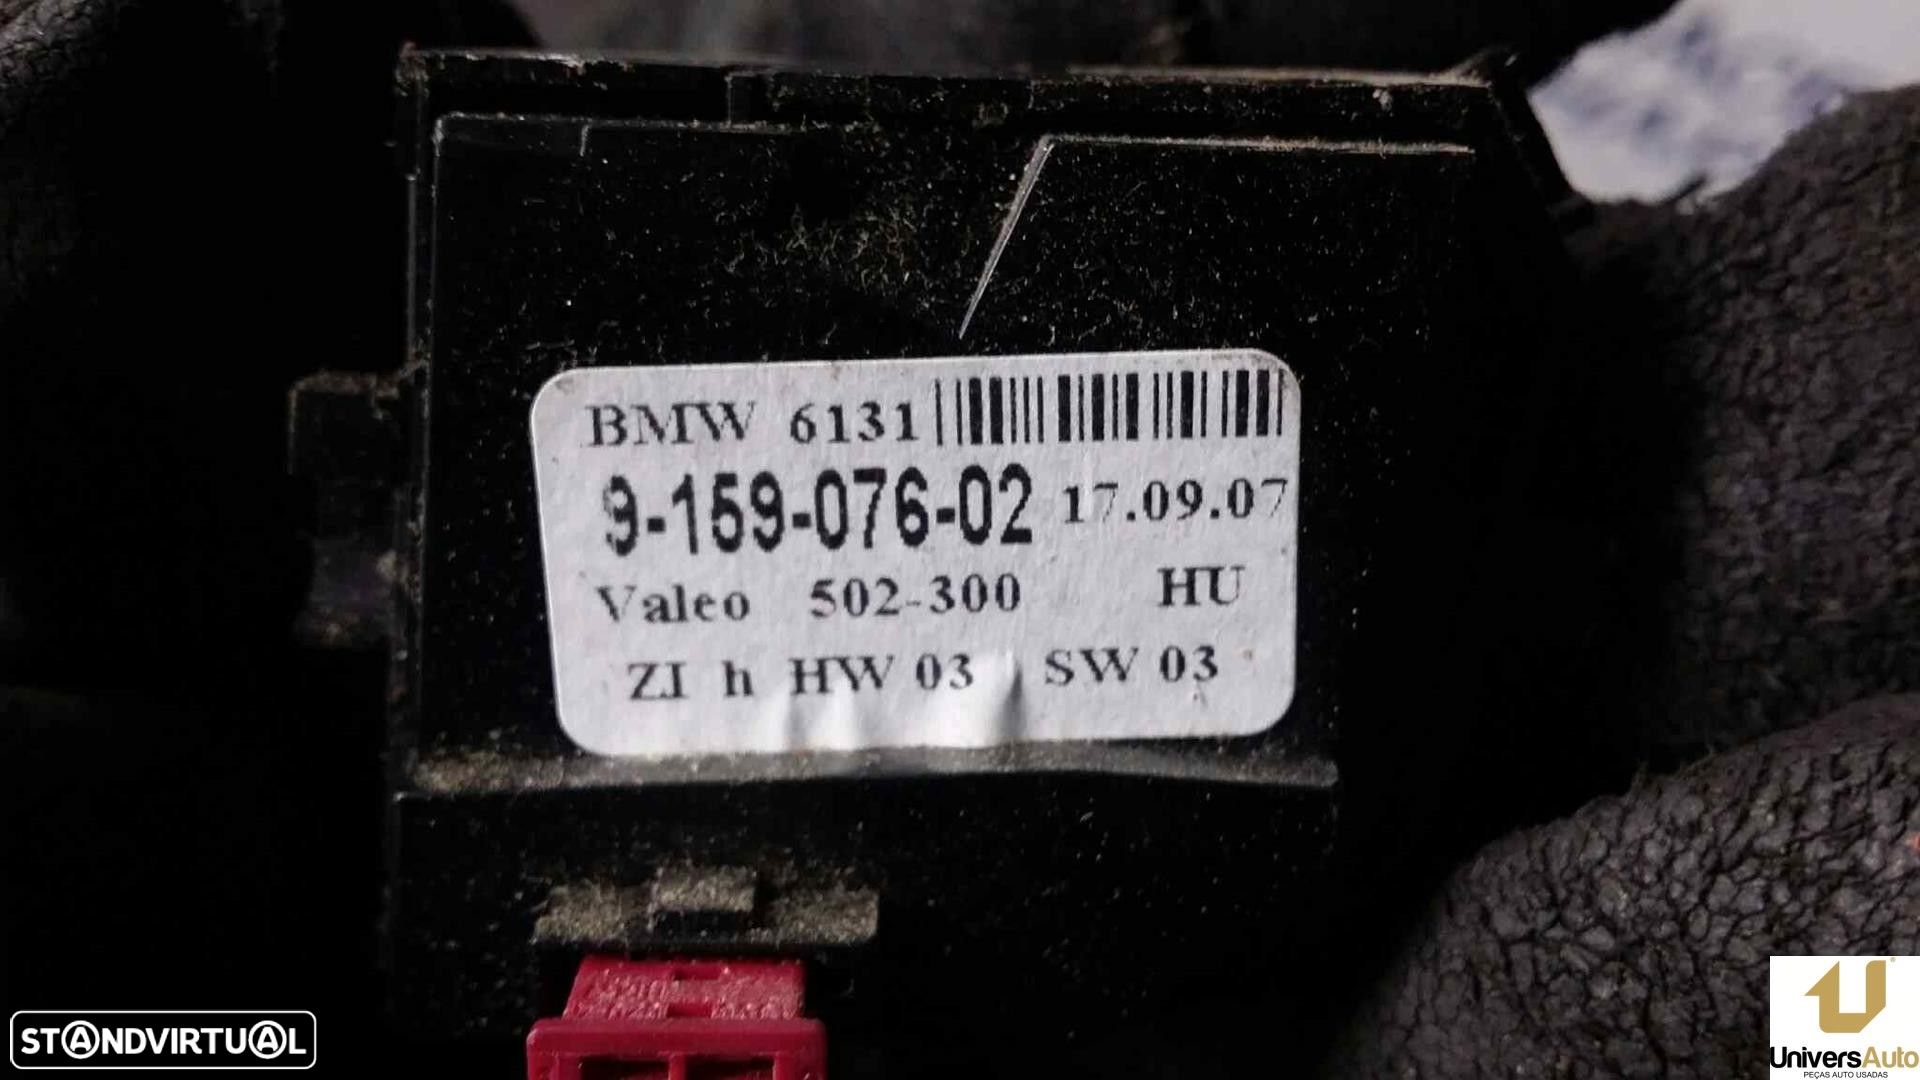 BMW 6131
9-159-076-02 17.09.07
Valeo 502-300 HU
ZI h HW 03 SW 03
STANDVIRTUAL
UniversAuto
PEÇAS AUTO USADAS